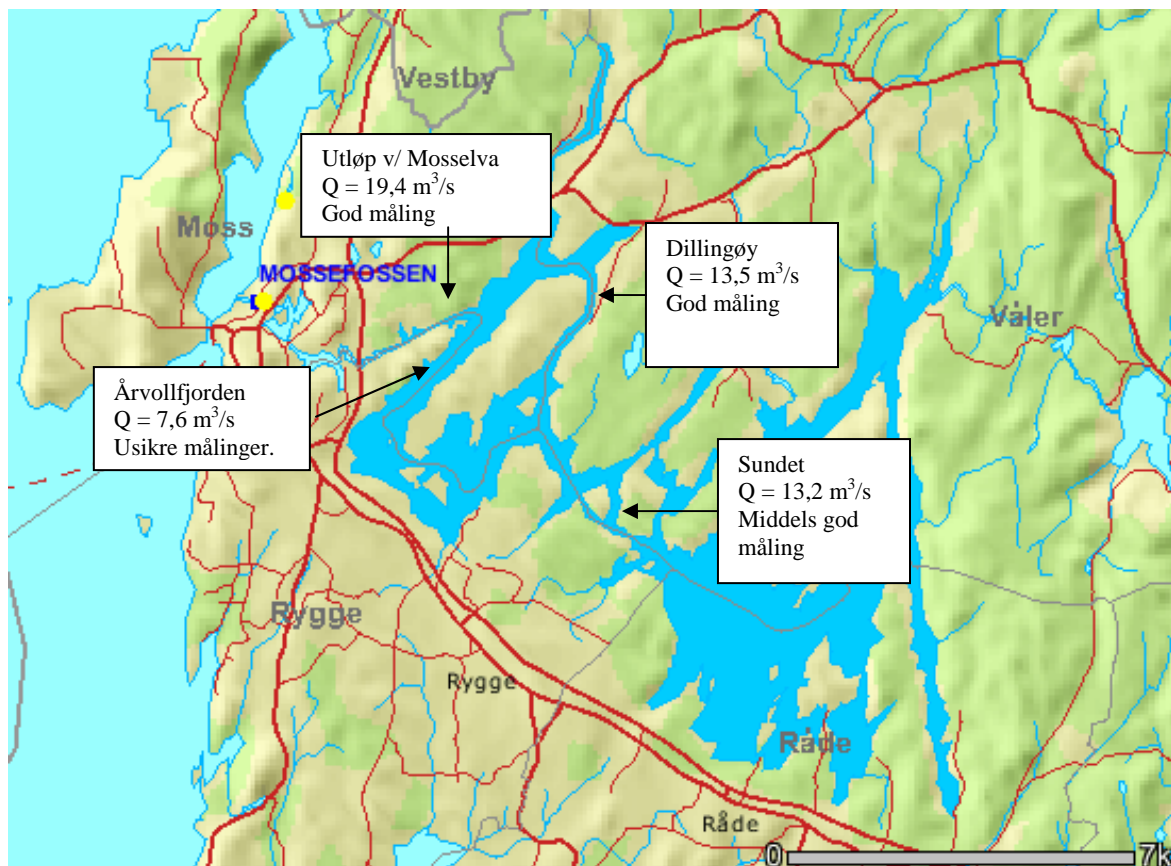 Vestby
Utløp v/ Mosselva
Q = 19,4 m³/s
God måling
Moss
Dillingøy
Q = 13,5 m³/s
God måling
MOSSEFOSSEN
Våler
Årvollfjorden
Q = 7,6 m³/s
Usikre målinger.
Sundet
Q = 13,2 m³/s
Middels god
måling
Rygge
Rygge
Råde
Råde
0
7k